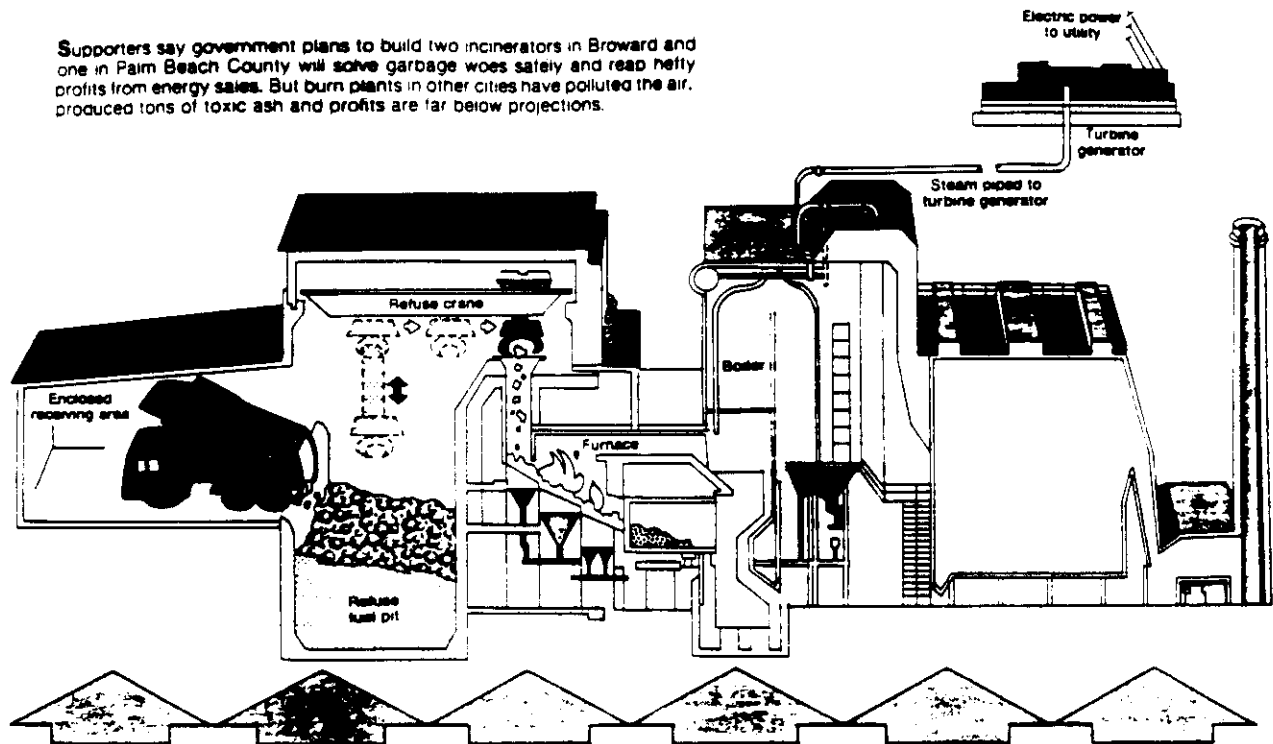 Supporters say government plans to build two incinerators in Broward and
one in Palm Beach County will solve garbage woes safely and reap hefty
profits from energy sales. But burn plants in other cities have polluted the air,
produced tons of toxic ash and profits are far below projections.
Electric power
to utility
Turbine
generator
Steam piped to
turbine generator
Refuse crane
Enclosed
receiving area
Boiler
Furnace
Refuse
fuel pit